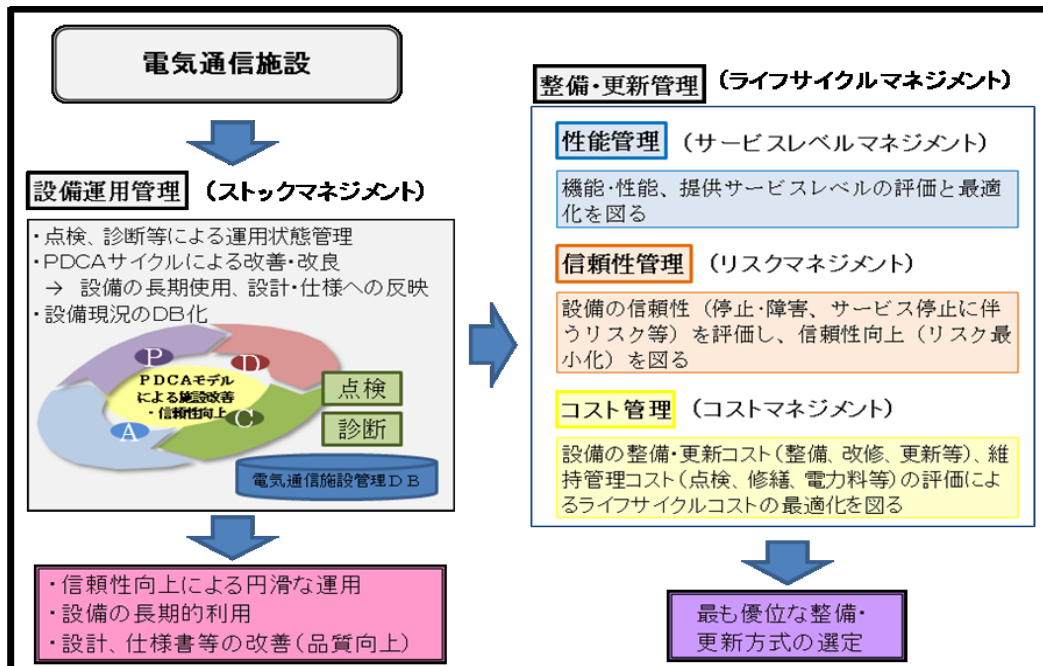 電気通信施設
設備運用管理 (ストックマネジメント)
・点検、診断等による運用状態管理
・PDCAサイクルによる改善・改良
→ 設備の長期使用、設計・仕様への反映
・設備現況のDB化
P
D
PDCAモデル
による施設改善
・信頼性向上
A
C
点検
診断
電気通信施設管理DB
・信頼性向上による円滑な運用
・設備の長期的利用
・設計、仕様書等の改善(品質向上)
整備・更新管理 (ライフサイクルマネジメント)
性能管理 (サービスレベルマネジメント)
機能・性能、提供サービスレベルの評価と最適
化を図る
信頼性管理 (リスクマネジメント)
設備の信頼性(停止・障害、サービス停止に伴
うリスク等)を評価し、信頼性向上(リスク最
小化)を図る
コスト管理 (コストマネジメント)
設備の整備・更新コスト(整備、改修、更新等)、維
持管理コスト(点検、修繕、電力料等)の評価によ
るライフサイクルコストの最適化を図る
最も優位な整備・
更新方式の選定